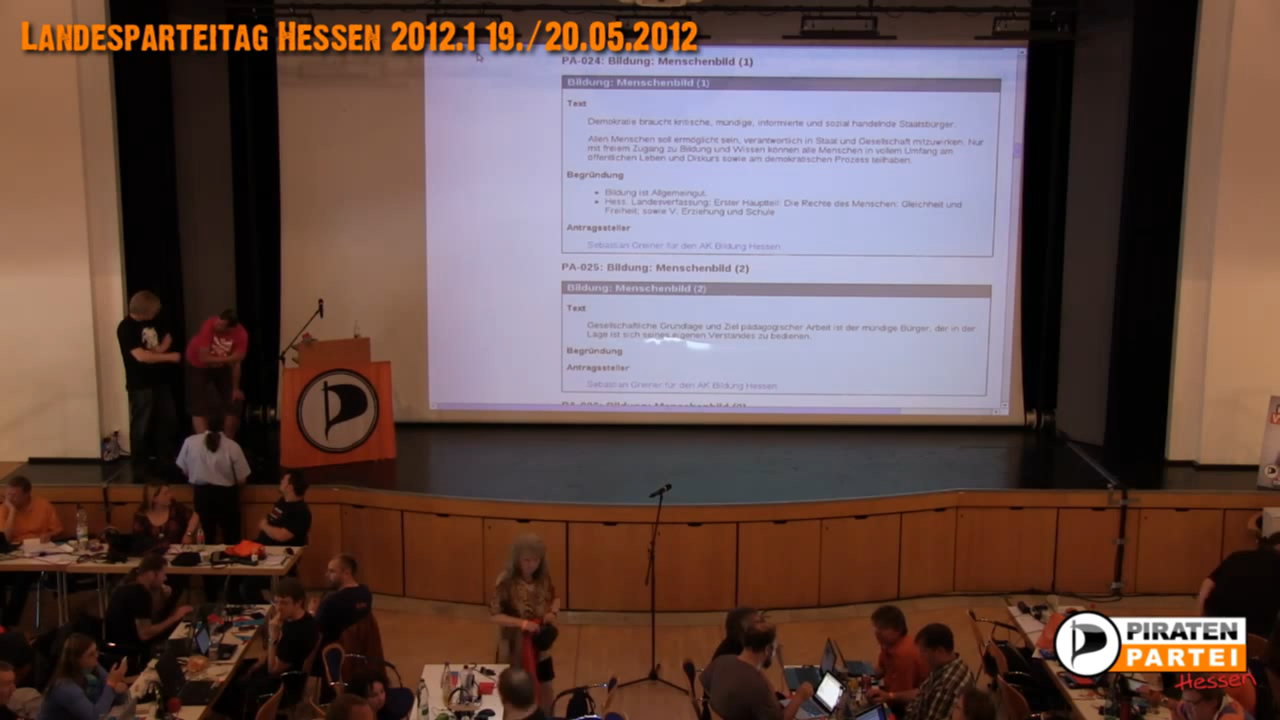 LANDESPARTEITAG HESSEN 2012.1 19./20.05.2012
PA-024: Bildung: Menschenbild (1)
Bildung: Menschenbild (1)
Text
Demokratie braucht kritische, mündige, informierte und sozial handelnde Staatsbürger.
Allen Menschen soll ermöglicht sein, verantwortlich in Staat und Gesellschaft mitzuwirken. Nur
mit freiem Zugang zu Bildung und Wissen können alle Menschen in vollem Umfang am
öffentlichen Leben und Diskurs sowie am demokratischen Prozess teilhaben.
Begründung
• Bildung ist Allgemeingut.
• Hess. Landesverfassung: Erster Hauptteil: Die Rechte des Menschen: Gleichheit und
Freiheit; sowie V. Erziehung und Schule
Antragssteller
Sebastian Greiner für den AK Bildung Hessen
PA-025: Bildung: Menschenbild (2)
Bildung: Menschenbild (2)
Text
Gesellschaftliche Grundlage und Ziel pädagogischer Arbeit ist der mündige Bürger, der in der
Lage ist sich seines eigenen Verstandes zu bedienen.
Begründung
Antragssteller
Sebastian Greiner für den AK Bildung Hessen
PIRATEN
PARTEI
Hessen